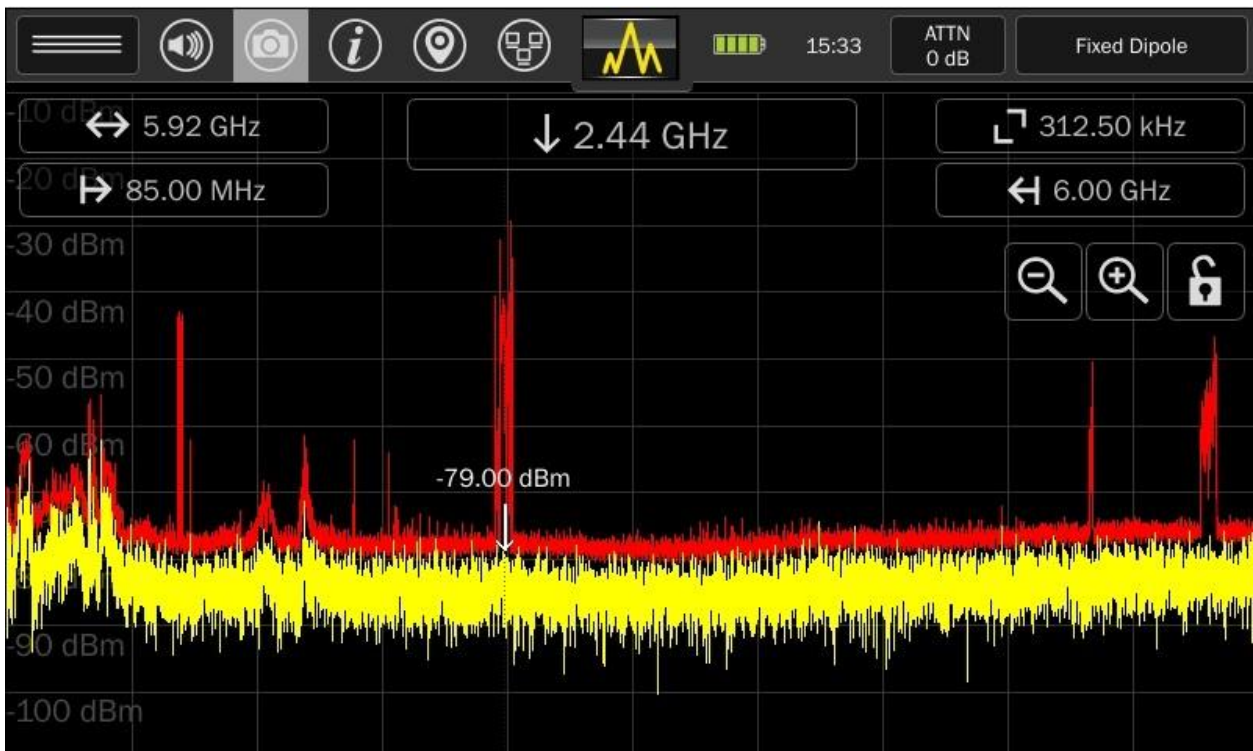 15:33
ATTN
0 dB
Fixed Dipole
-10 dBm
5.92 GHz
2.44 GHz
312.50 kHz
-20 dBm
85.00 MHz
6.00 GHz
-30 dBm
-40 dBm
-50 dBm
-60 dBm
-79.00 dBm
-90 dBm
-100 dBm